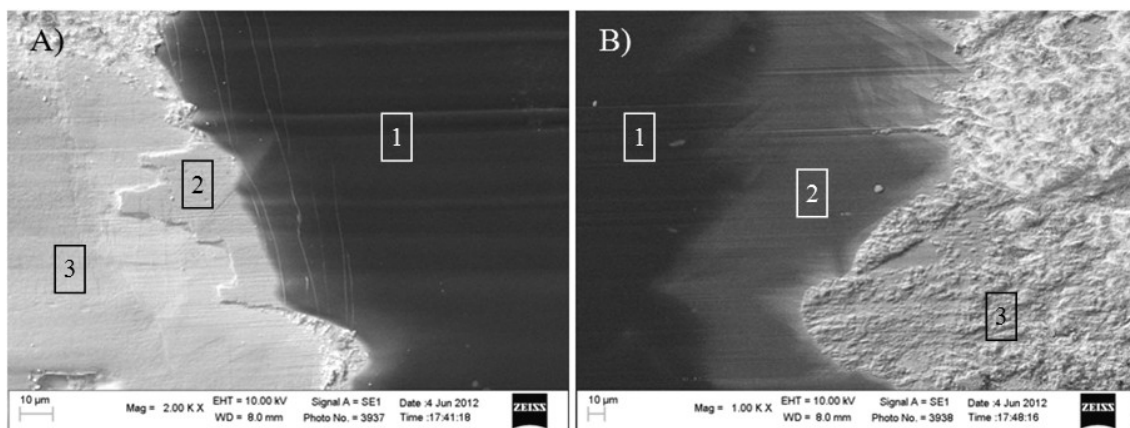 A)
1
2
3
10 µm
Mag = 2.00 K X
EHT = 10.00 kV
WD = 8.0 mm
Signal A = SE1
Photo No. = 3937
Date :4 Jun 2012
Time :17:41:18
ZEISS
B)
1
2
3
10 µm
Mag = 1.00 K X
EHT = 10.00 kV
WD = 8.0 mm
Signal A = SE1
Photo No. = 3938
Date :4 Jun 2012
Time :17:48:16
ZEISS